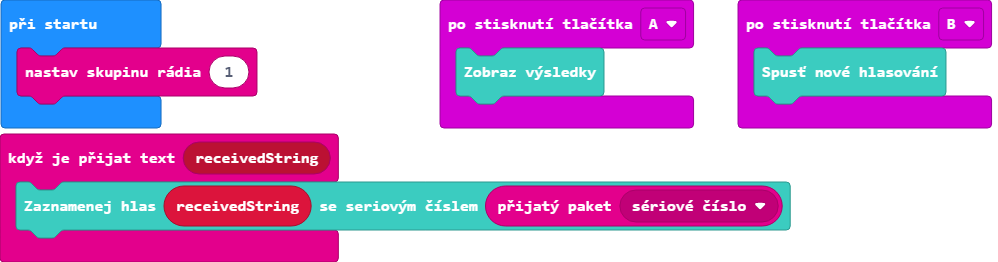 při startu
nastav skupinu rádia 1
po stisknutí tlačítka A
Zobraz výsledky
po stisknutí tlačítka B
Spusť nové hlasování
když je přijat text receivedString
Zaznamenej hlas receivedString se seriovým číslem přijatý paket sériové číslo